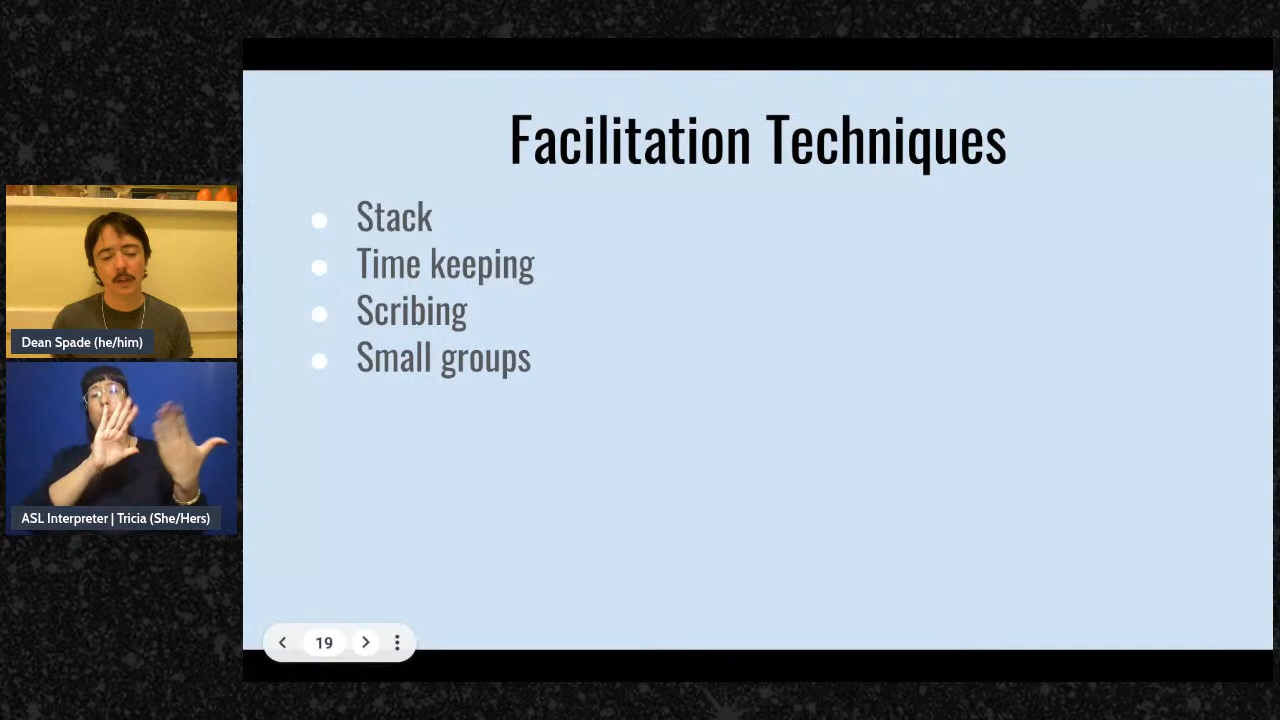 Facilitation Techniques
Stack
Time keeping
Scribing
Small groups
Dean Spade (he/him)
ASL Interpreter | Tricia (She/Hers)
19